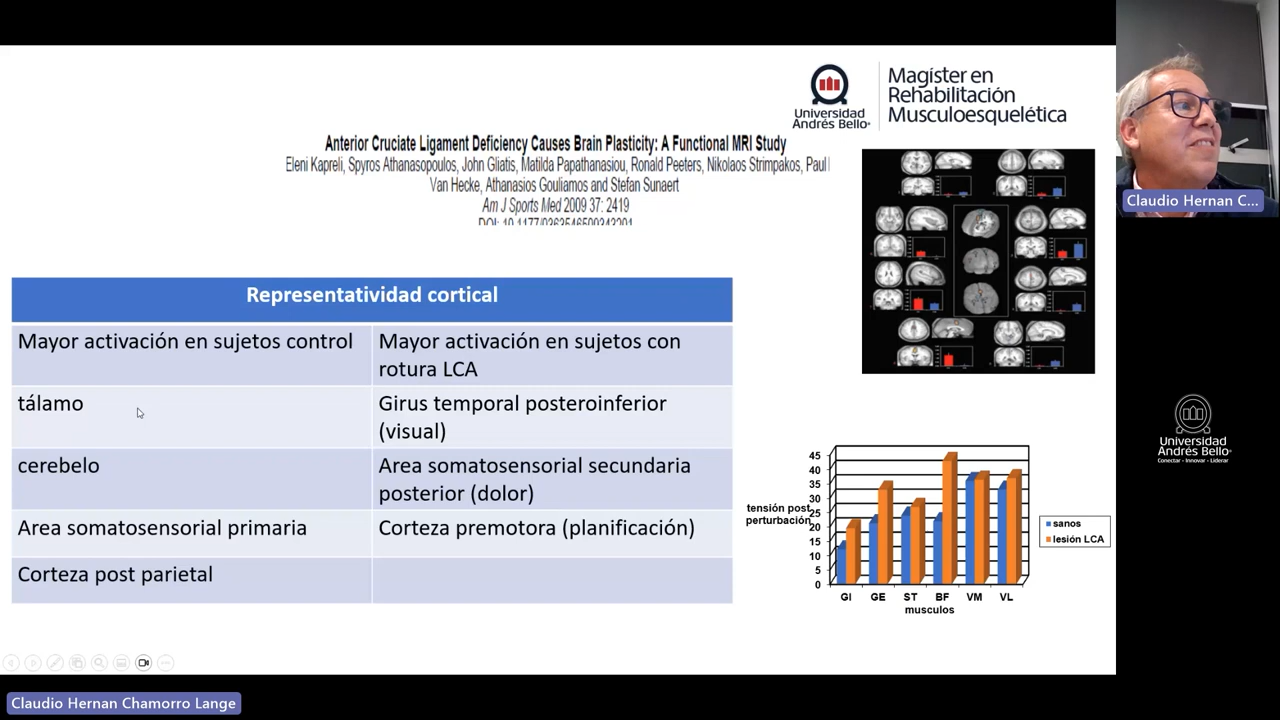 Universidad
Andrés Bello
Magíster en
Rehabilitación
Musculoesquelética
Anterior Cruciate Ligament Deficiency Causes Brain Plasticity: A Functional MRI Study
Eleni Kapreli, Spyros Athanasopoulos, John Gliatis, Matilda Papathanasiou, Ronald Peeters, Nikolaos Strimpakos, Paul
Van Hecke, Athanasios Gouliamos and Stefan Sunaert
Am J Sports Med 2009 37: 2419
Claudio Hernan C...
Representatividad cortical
Mayor activación en sujetos control
Mayor activación en sujetos con
rotura LCA
tálamo
Girus temporal posteroinferior
(visual)
cerebelo
Area somatosensorial secundaria
posterior (dolor)
Area somatosensorial primaria
Corteza premotora (planificación)
Corteza post parietal
tensión post
perturbación
45
40
35
30
25
20
15
10
5
0
GI GE ST BF VM VL
musculos
sanos
lesión LCA
Universidad
Andrés Bello
Conectar - Innovar - Liderar
Claudio Hernan Chamorro Lange